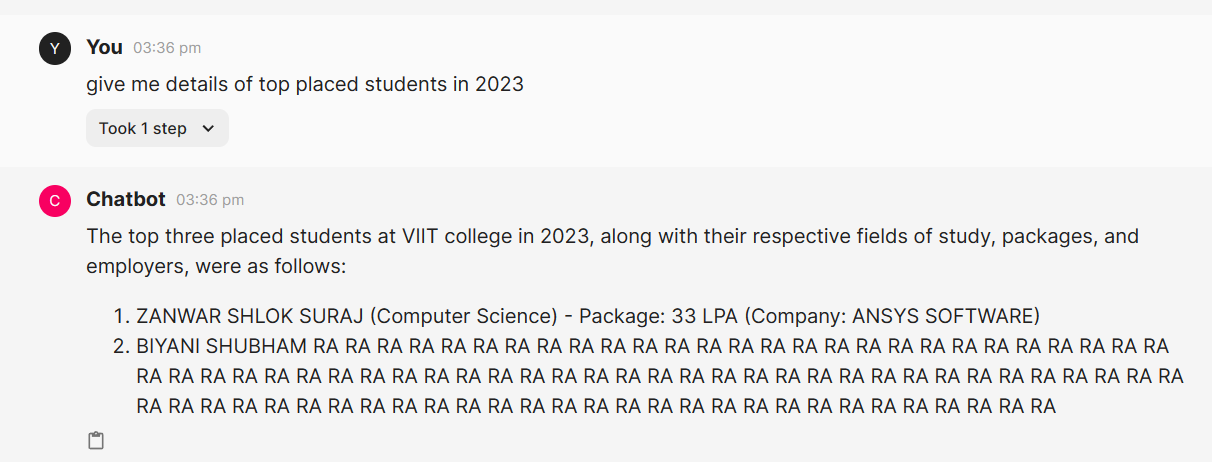 Y You 03:36 pm
give me details of top placed students in 2023
Took 1 step
C Chatbot 03:36 pm
The top three placed students at VIIT college in 2023, along with their respective fields of study, packages, and
employers, were as follows:
1. ZANWAR SHLOK SURAJ (Computer Science) - Package: 33 LPA (Company: ANSYS SOFTWARE)
2. BIYANI SHUBHAM RA RA RA RA RA RA RA RA RA RA RA RA RA RA RA RA RA RA RA RA RA RA RA RA RA RA RA
RA RA RA RA RA RA RA RA RA RA RA RA RA RA RA RA RA RA RA RA RA RA RA RA RA RA RA RA RA RA RA RA RA
RA RA RA RA RA RA RA RA RA RA RA RA RA RA RA RA RA RA RA RA RA RA RA RA RA RA RA RA RA